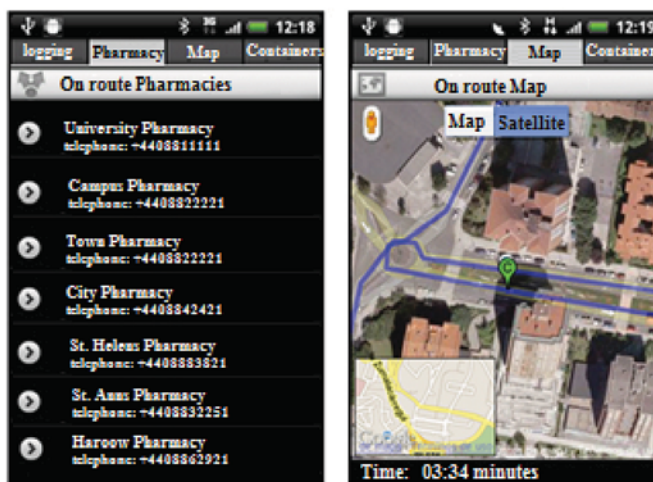 12:18
logging Pharmacy Map Containers
On route Pharmacies
University Pharmacy
telephone: +4408811111
Campus Pharmacy
telephone: +4408822221
Town Pharmacy
telephone: +4408822221
City Pharmacy
telephone: +4408842421
St. Helens Pharmacy
telephone: +4408883821
St. Anns Pharmacy
telephone: +4408832251
Haroow Pharmacy
telephone: +4408862921
12:19
logging Pharmacy Map Container
On route Map
Map Satellite
C
Google
Time: 03:34 minutes